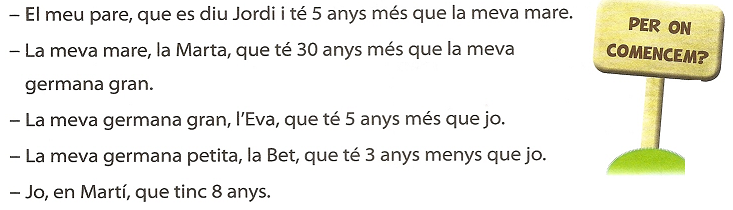 – El meu pare, que es diu Jordi i té 5 anys més que la meva mare.
– La meva mare, la Marta, que té 30 anys més que la meva
germana gran.
– La meva germana gran, l’Eva, que té 5 anys més que jo.
– La meva germana petita, la Bet, que té 3 anys menys que jo.
– Jo, en Martí, que tinc 8 anys.
PER ON
COMENCEM?